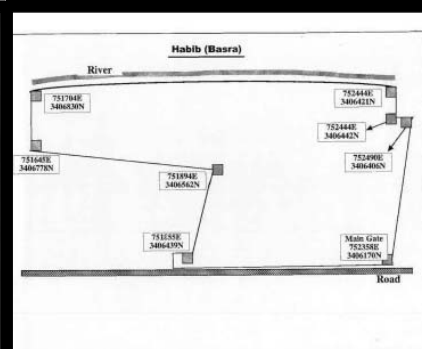 Habib (Basra)
River
751704E
3406830N
752444E
3406421N
752444E
3406442N
751645E
3406778N
752490E
3406406N
751894E
3406562N
751855E
3406439N
Main Gate
752358E
3406170N
Road